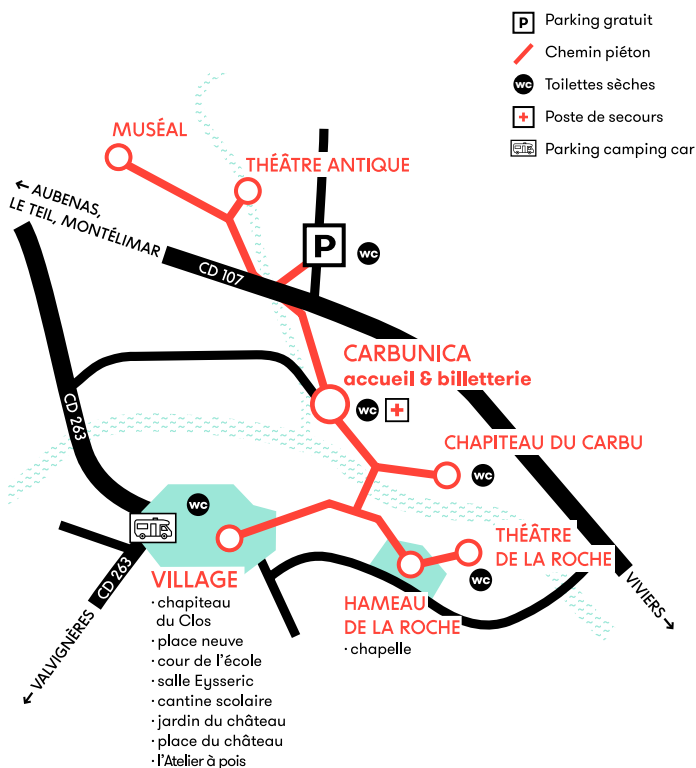 P Parking gratuit
Chemin piéton
wc Toilettes sèches
Poste de secours
Parking camping car
MUSÉAL
THÉÂTRE ANTIQUE
← AUBENAS,
LE TEIL, MONTÉLIMAR
P
wc
CD 107
CARBUNICA
accueil & billetterie
wc
CD 263
CHAPITEAU DU CARBU
wc
wc
THÉÂTRE
DE LA ROCHE
wc
CD 263
← VALVIGNÈRES
VIVIERS →
VILLAGE
· chapiteau
du Clos
· place neuve
· cour de l'école
· salle Eysseric
· cantine scolaire
· jardin du château
· place du château
· l'Atelier à pois
HAMEAU
DE LA ROCHE
· chapelle